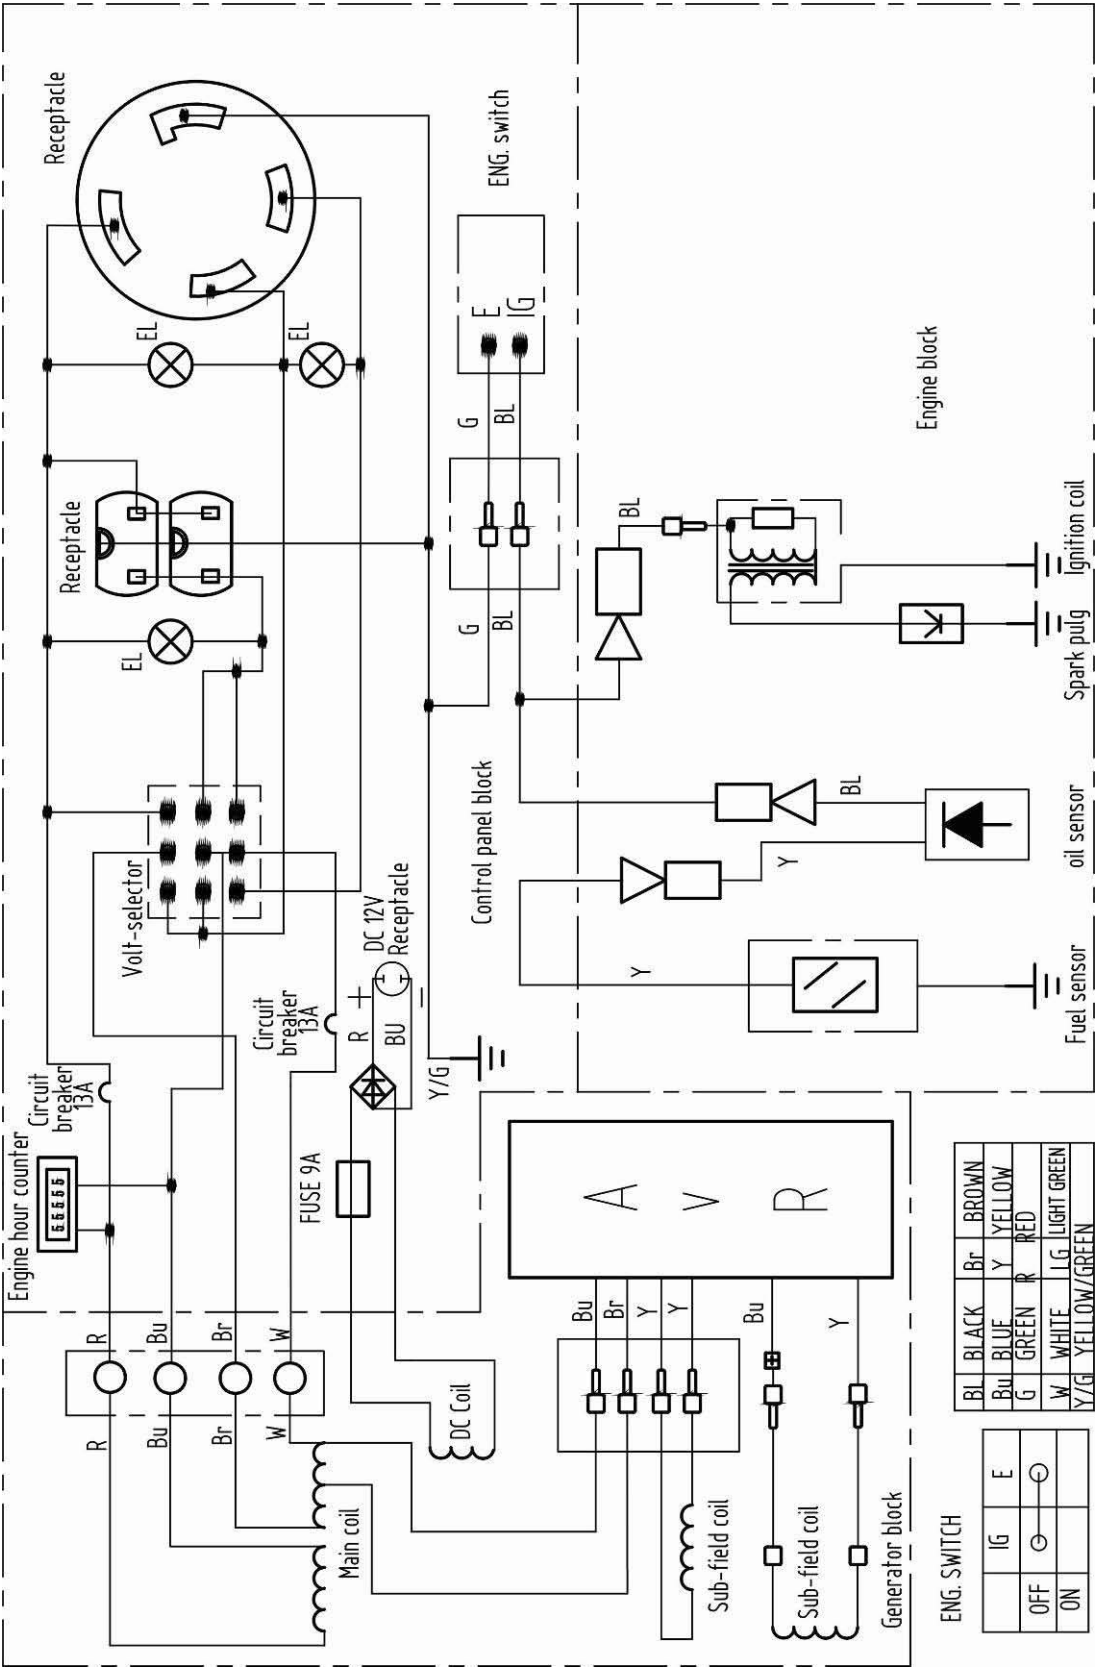 Receptacle
Receptacle
ENG. switch
EL
EL
EL
E
IG
G
BL
G
BL
BL
Volt-selector
Control panel block
Engine block
Circuit
breaker
13A
Circuit
breaker
13A
Engine hour counter
55555
FUSE 9A
DC 12V
Receptacle
R
+
BU
-
Y/G
Y
Y
BL
Fuel sensor
oil sensor
Spark pulg
Ignition coil
R
Bu
Br
W
R
Bu
Br
W
DC Coil
Main coil
A
V
R
Bu
Br
Y
Y
Bu
Y
Sub-field coil
Sub-field coil
Generator block
ENG. SWITCH
IG E
OFF
ON
BL BLACK Br BROWN
Bu BLUE Y YELLOW
G GREEN R RED
W WHITE LG LIGHT GREEN
Y/G YELLOW/GREEN